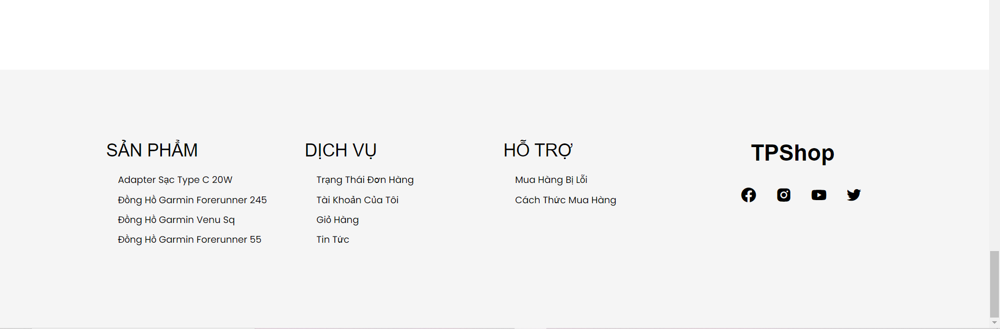 SẢN PHẨM
Adapter Sạc Type C 20W
Đồng Hồ Garmin Forerunner 245
Đồng Hồ Garmin Venu Sq
Đồng Hồ Garmin Forerunner 55
DỊCH VỤ
Trạng Thái Đơn Hàng
Tài Khoản Của Tôi
Giỏ Hàng
Tin Tức
HỖ TRỢ
Mua Hàng Bị Lỗi
Cách Thức Mua Hàng
TPShop